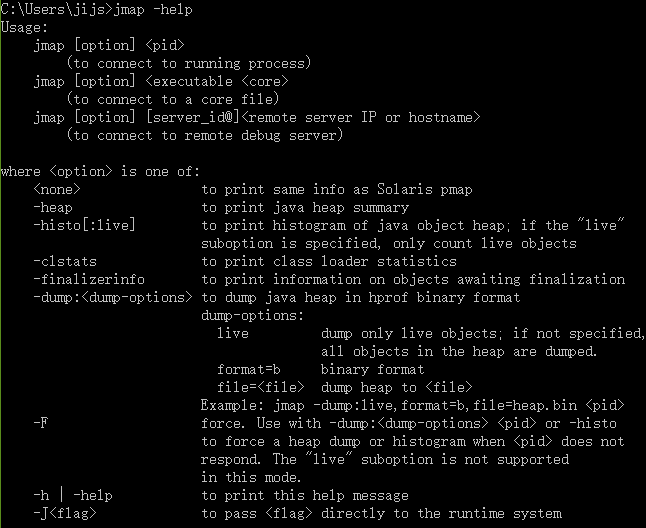 C:\Users\jijs>jmap -help
Usage:
    jmap [option] <pid>
        (to connect to running process)
    jmap [option] <executable <core>
        (to connect to a core file)
    jmap [option] [server_id@]<remote server IP or hostname>
        (to connect to remote debug server)

where <option> is one of:
    <none>               to print same info as Solaris pmap
    -heap                to print java heap summary
    -histo[:live]        to print histogram of java object heap; if the "live"
                         suboption is specified, only count live objects
    -clstats             to print class loader statistics
    -finalizerinfo       to print information on objects awaiting finalization
    -dump:<dump-options> to dump java heap in hprof binary format
                         dump-options:
                           live         dump only live objects; if not specified,
                                        all objects in the heap are dumped.
                           format=b     binary format
                           file=<file>  dump heap to <file>
                         Example: jmap -dump:live,format=b,file=heap.bin <pid>
    -F                   force. Use with -dump:<dump-options> <pid> or -histo
                         to force a heap dump or histogram when <pid> does not
                         respond. The "live" suboption is not supported
                         in this mode.
    -h | -help           to print this help message
    -J<flag>             to pass <flag> directly to the runtime system